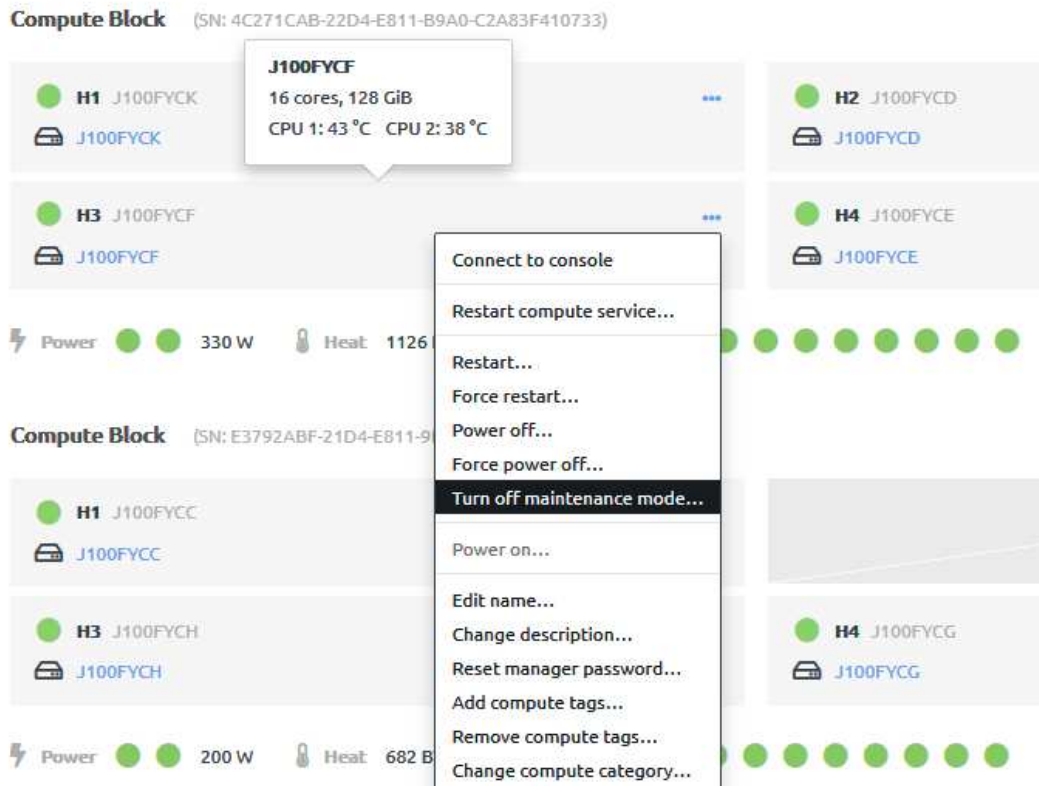 Compute Block (SN: 4C271CAB-22D4-E811-B9A0-C2A83F410733)
J100FYCF
16 cores, 128 GiB
CPU 1: 43 °C CPU 2: 38 °C
H1 J100FYCK
J100FYCK
H2 J100FYCD
J100FYCD
H3 J100FYCF
J100FYCF
H4 J100FYCE
J100FYCE
Power 330 W Heat 1126
Connect to console
Restart compute service...
Restart...
Force restart...
Power off...
Force power off...
Turn off maintenance mode...
Power on...
Edit name...
Change description...
Reset manager password...
Add compute tags...
Remove compute tags...
Change compute category...
Compute Block (SN: E3792ABF-21D4-E811-9
H1 J100FYCC
J100FYCC
H3 J100FYCH
J100FYCH
H4 J100FYCG
J100FYCG
Power 200 W Heat 682 B